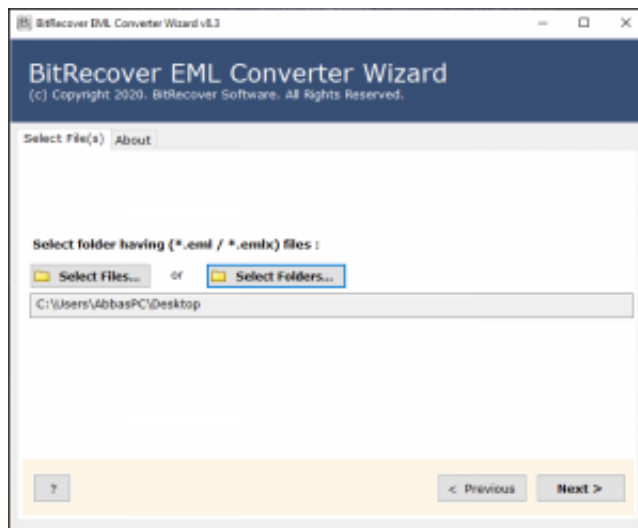 BitRecover EML Converter Wizard v8.3
BitRecover EML Converter Wizard
(c) Copyright 2020. BitRecover Software. All Rights Reserved.
Select File(s) About
Select folder having (*.eml / *.emlx) files :
Select Files... or Select Folders...
C:\Users\AbbasPC\Desktop
? < Previous Next >